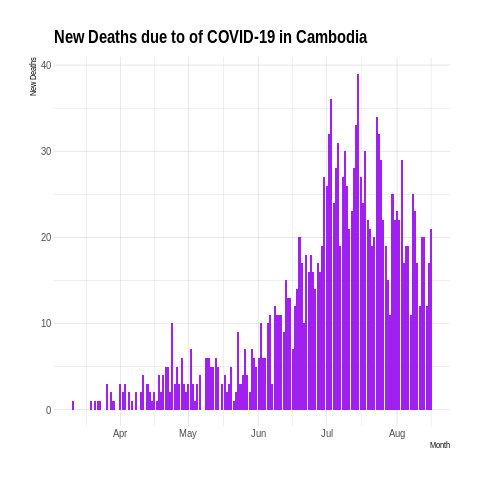 New Deaths due to of COVID-19 in Cambodia
New Deaths
40
30
20
10
0
Apr May Jun Jul Aug
Month